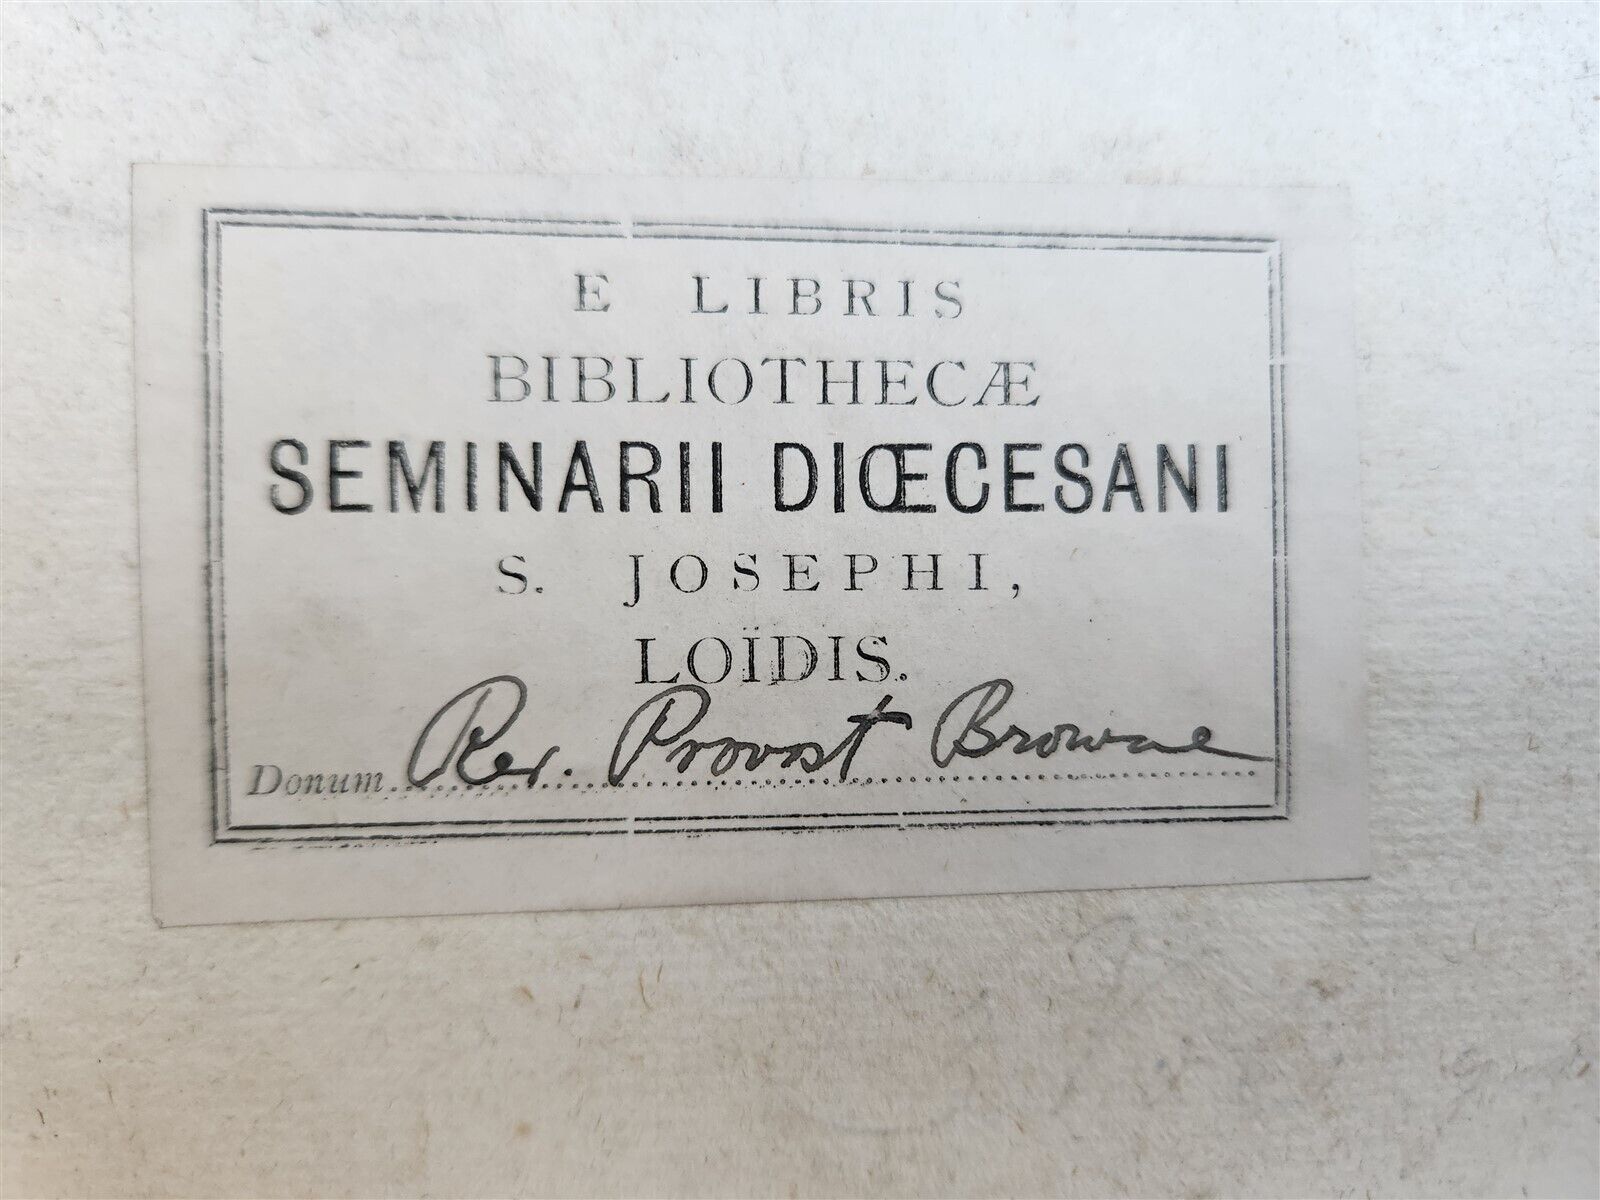 E LIBRIS
BIBLIOTHECÆ
SEMINARII DIŒCESANI
S. JOSEPHI,
LOÏDIS.
Donum Rev. Provost Browne